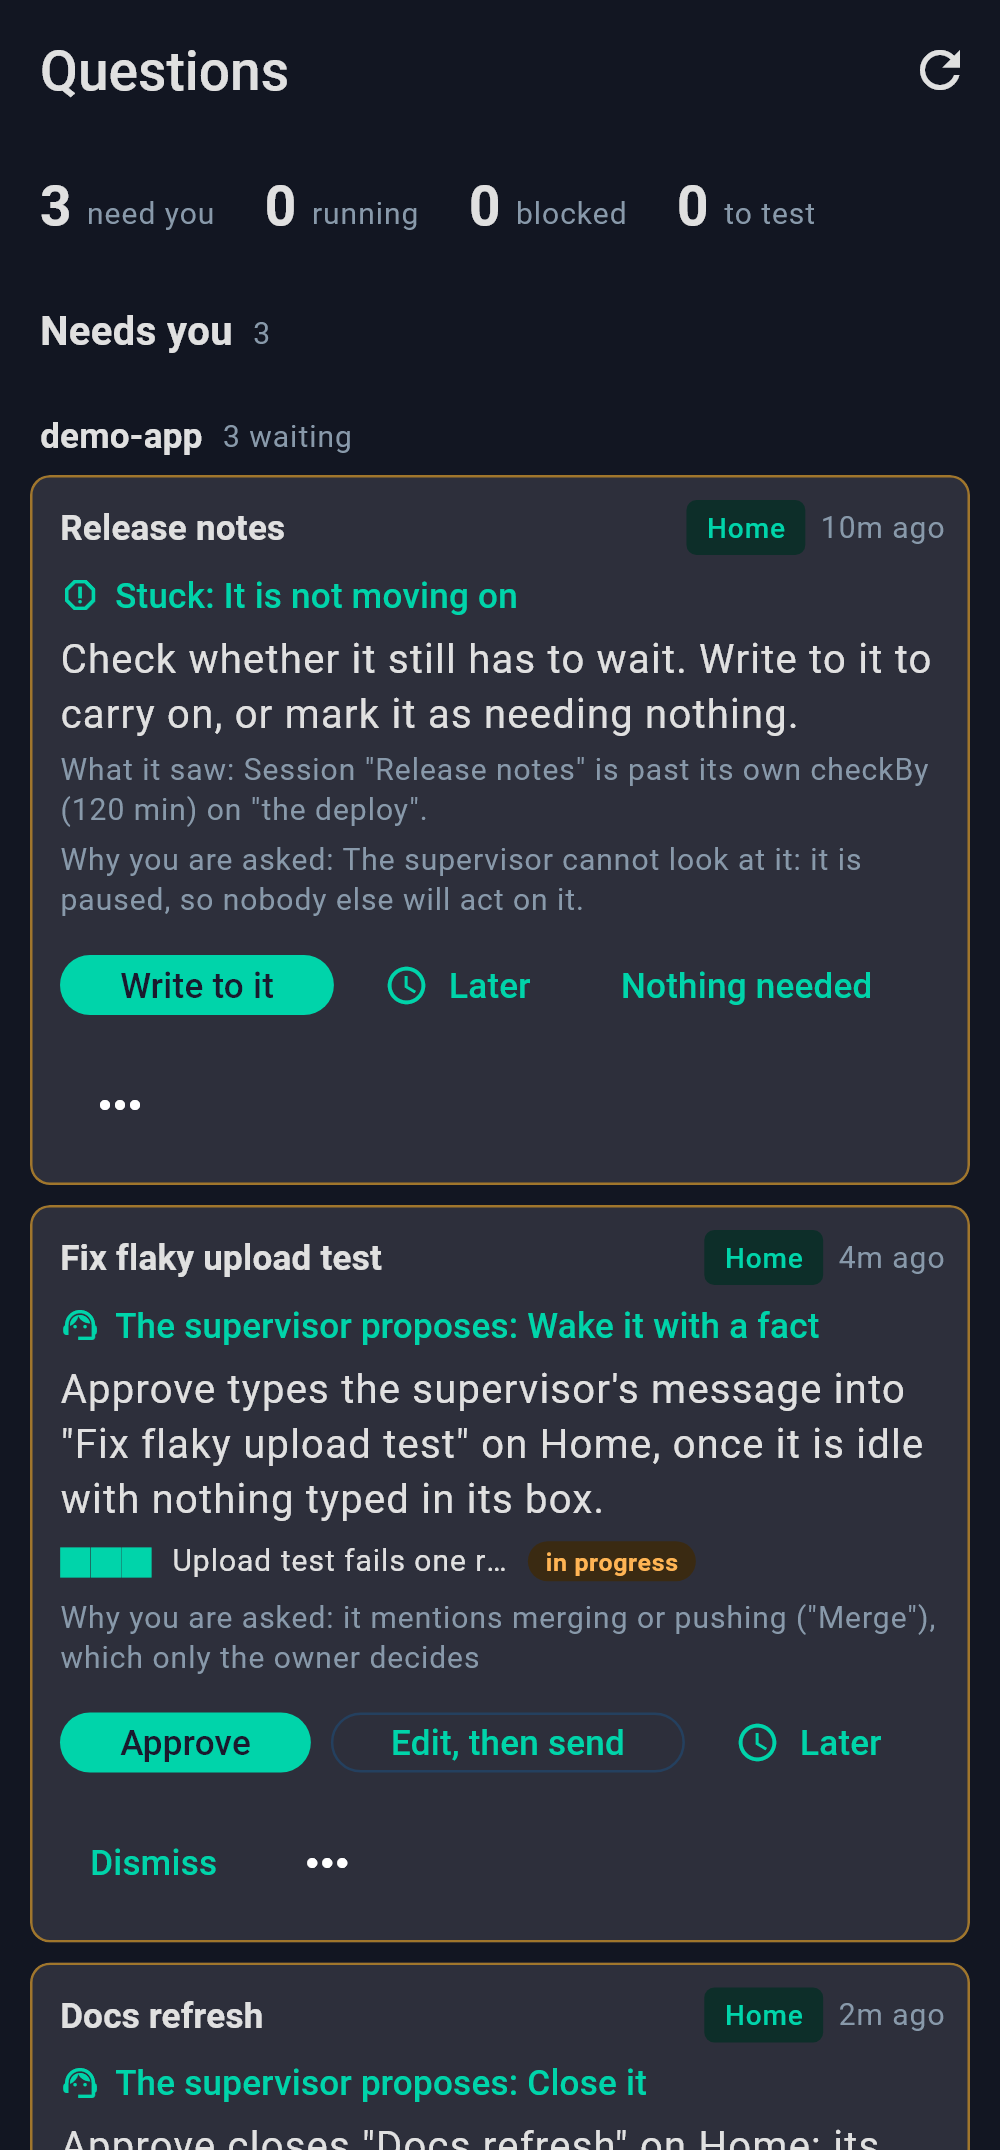 Questions
3 need you 0 running 0 blocked 0 to test
Needs you 3
demo-app 3 waiting
Release notes Home 10m ago
Stuck: It is not moving on
Check whether it still has to wait. Write to it to
carry on, or mark it as needing nothing.
What it saw: Session "Release notes" is past its own checkBy
(120 min) on "the deploy".
Why you are asked: The supervisor cannot look at it: it is
paused, so nobody else will act on it.
Write to it Later Nothing needed
Fix flaky upload test Home 4m ago
The supervisor proposes: Wake it with a fact
Approve types the supervisor's message into
"Fix flaky upload test" on Home, once it is idle
with nothing typed in its box.
Upload test fails one r… in progress
Why you are asked: it mentions merging or pushing ("Merge"),
which only the owner decides
Approve Edit, then send Later
Dismiss
Docs refresh Home 2m ago
The supervisor proposes: Close it
Approve closes "Docs refresh" on Home: its